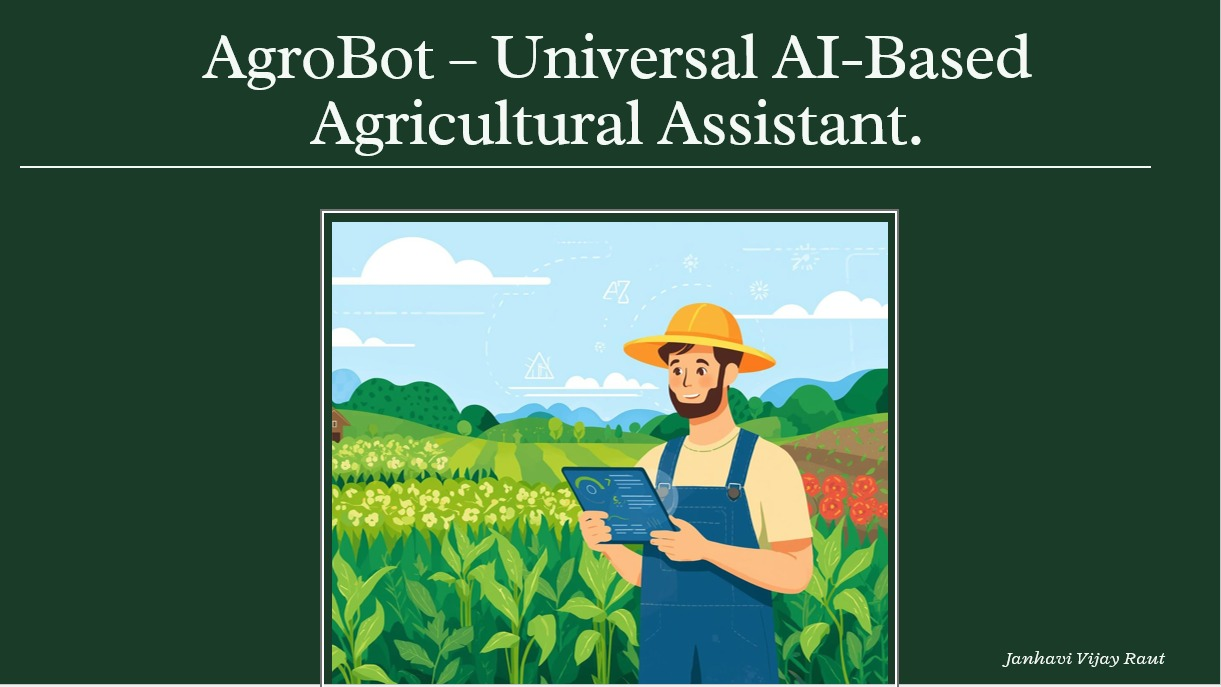 AgroBot – Universal AI-Based
Agricultural Assistant.
Janhavi Vijay Raut